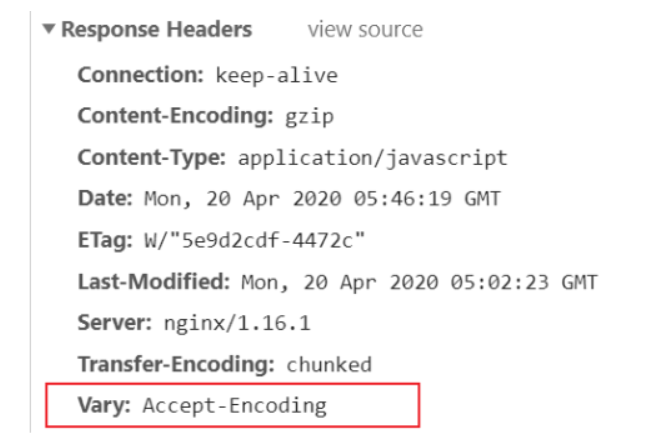 ▼ Response Headers view source
Connection: keep-alive
Content-Encoding: gzip
Content-Type: application/javascript
Date: Mon, 20 Apr 2020 05:46:19 GMT
ETag: W/"5e9d2cdf-4472c"
Last-Modified: Mon, 20 Apr 2020 05:02:23 GMT
Server: nginx/1.16.1
Transfer-Encoding: chunked
Vary: Accept-Encoding